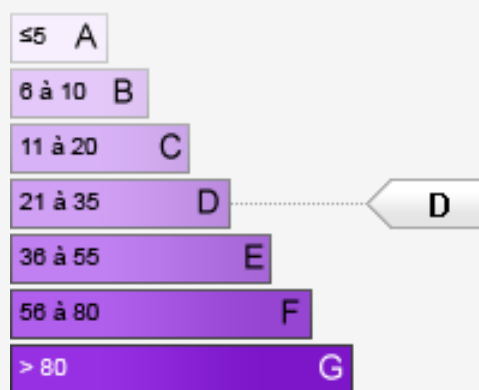 ≤5 A
6 à 10 B
11 à 20 C
21 à 35 D
D
36 à 55 E
56 à 80 F
> 80 G